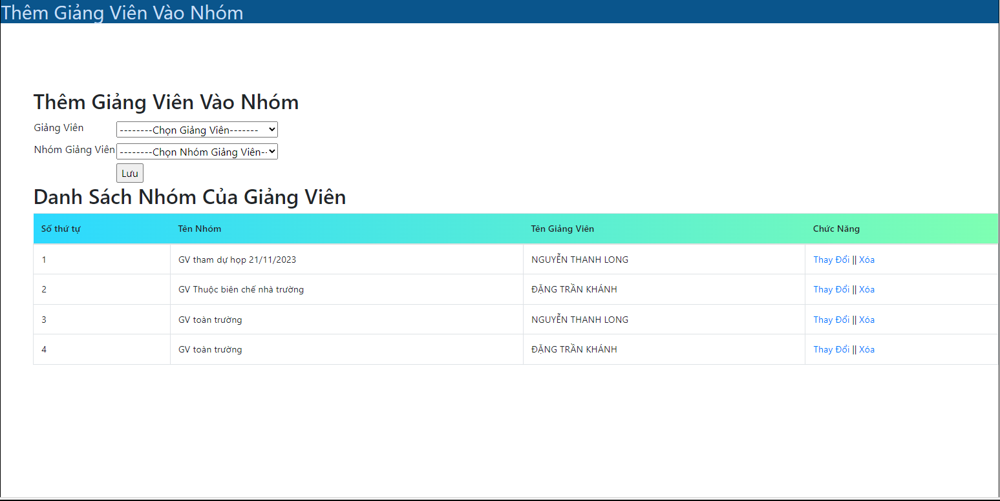 Thêm Giảng Viên Vào Nhóm
Thêm Giảng Viên Vào Nhóm
Giảng Viên --------Chọn Giảng Viên-------
Nhóm Giảng Viên --------Chọn Nhóm Giảng Viên--
Lưu
Danh Sách Nhóm Của Giảng Viên
Số thứ tự Tên Nhóm Tên Giảng Viên Chức Năng
1 GV tham dự họp 21/11/2023 NGUYỄN THANH LONG Thay Đổi || Xóa
2 GV Thuộc biên chế nhà trường ĐẶNG TRẦN KHÁNH Thay Đổi || Xóa
3 GV toàn trường NGUYỄN THANH LONG Thay Đổi || Xóa
4 GV toàn trường ĐẶNG TRẦN KHÁNH Thay Đổi || Xóa